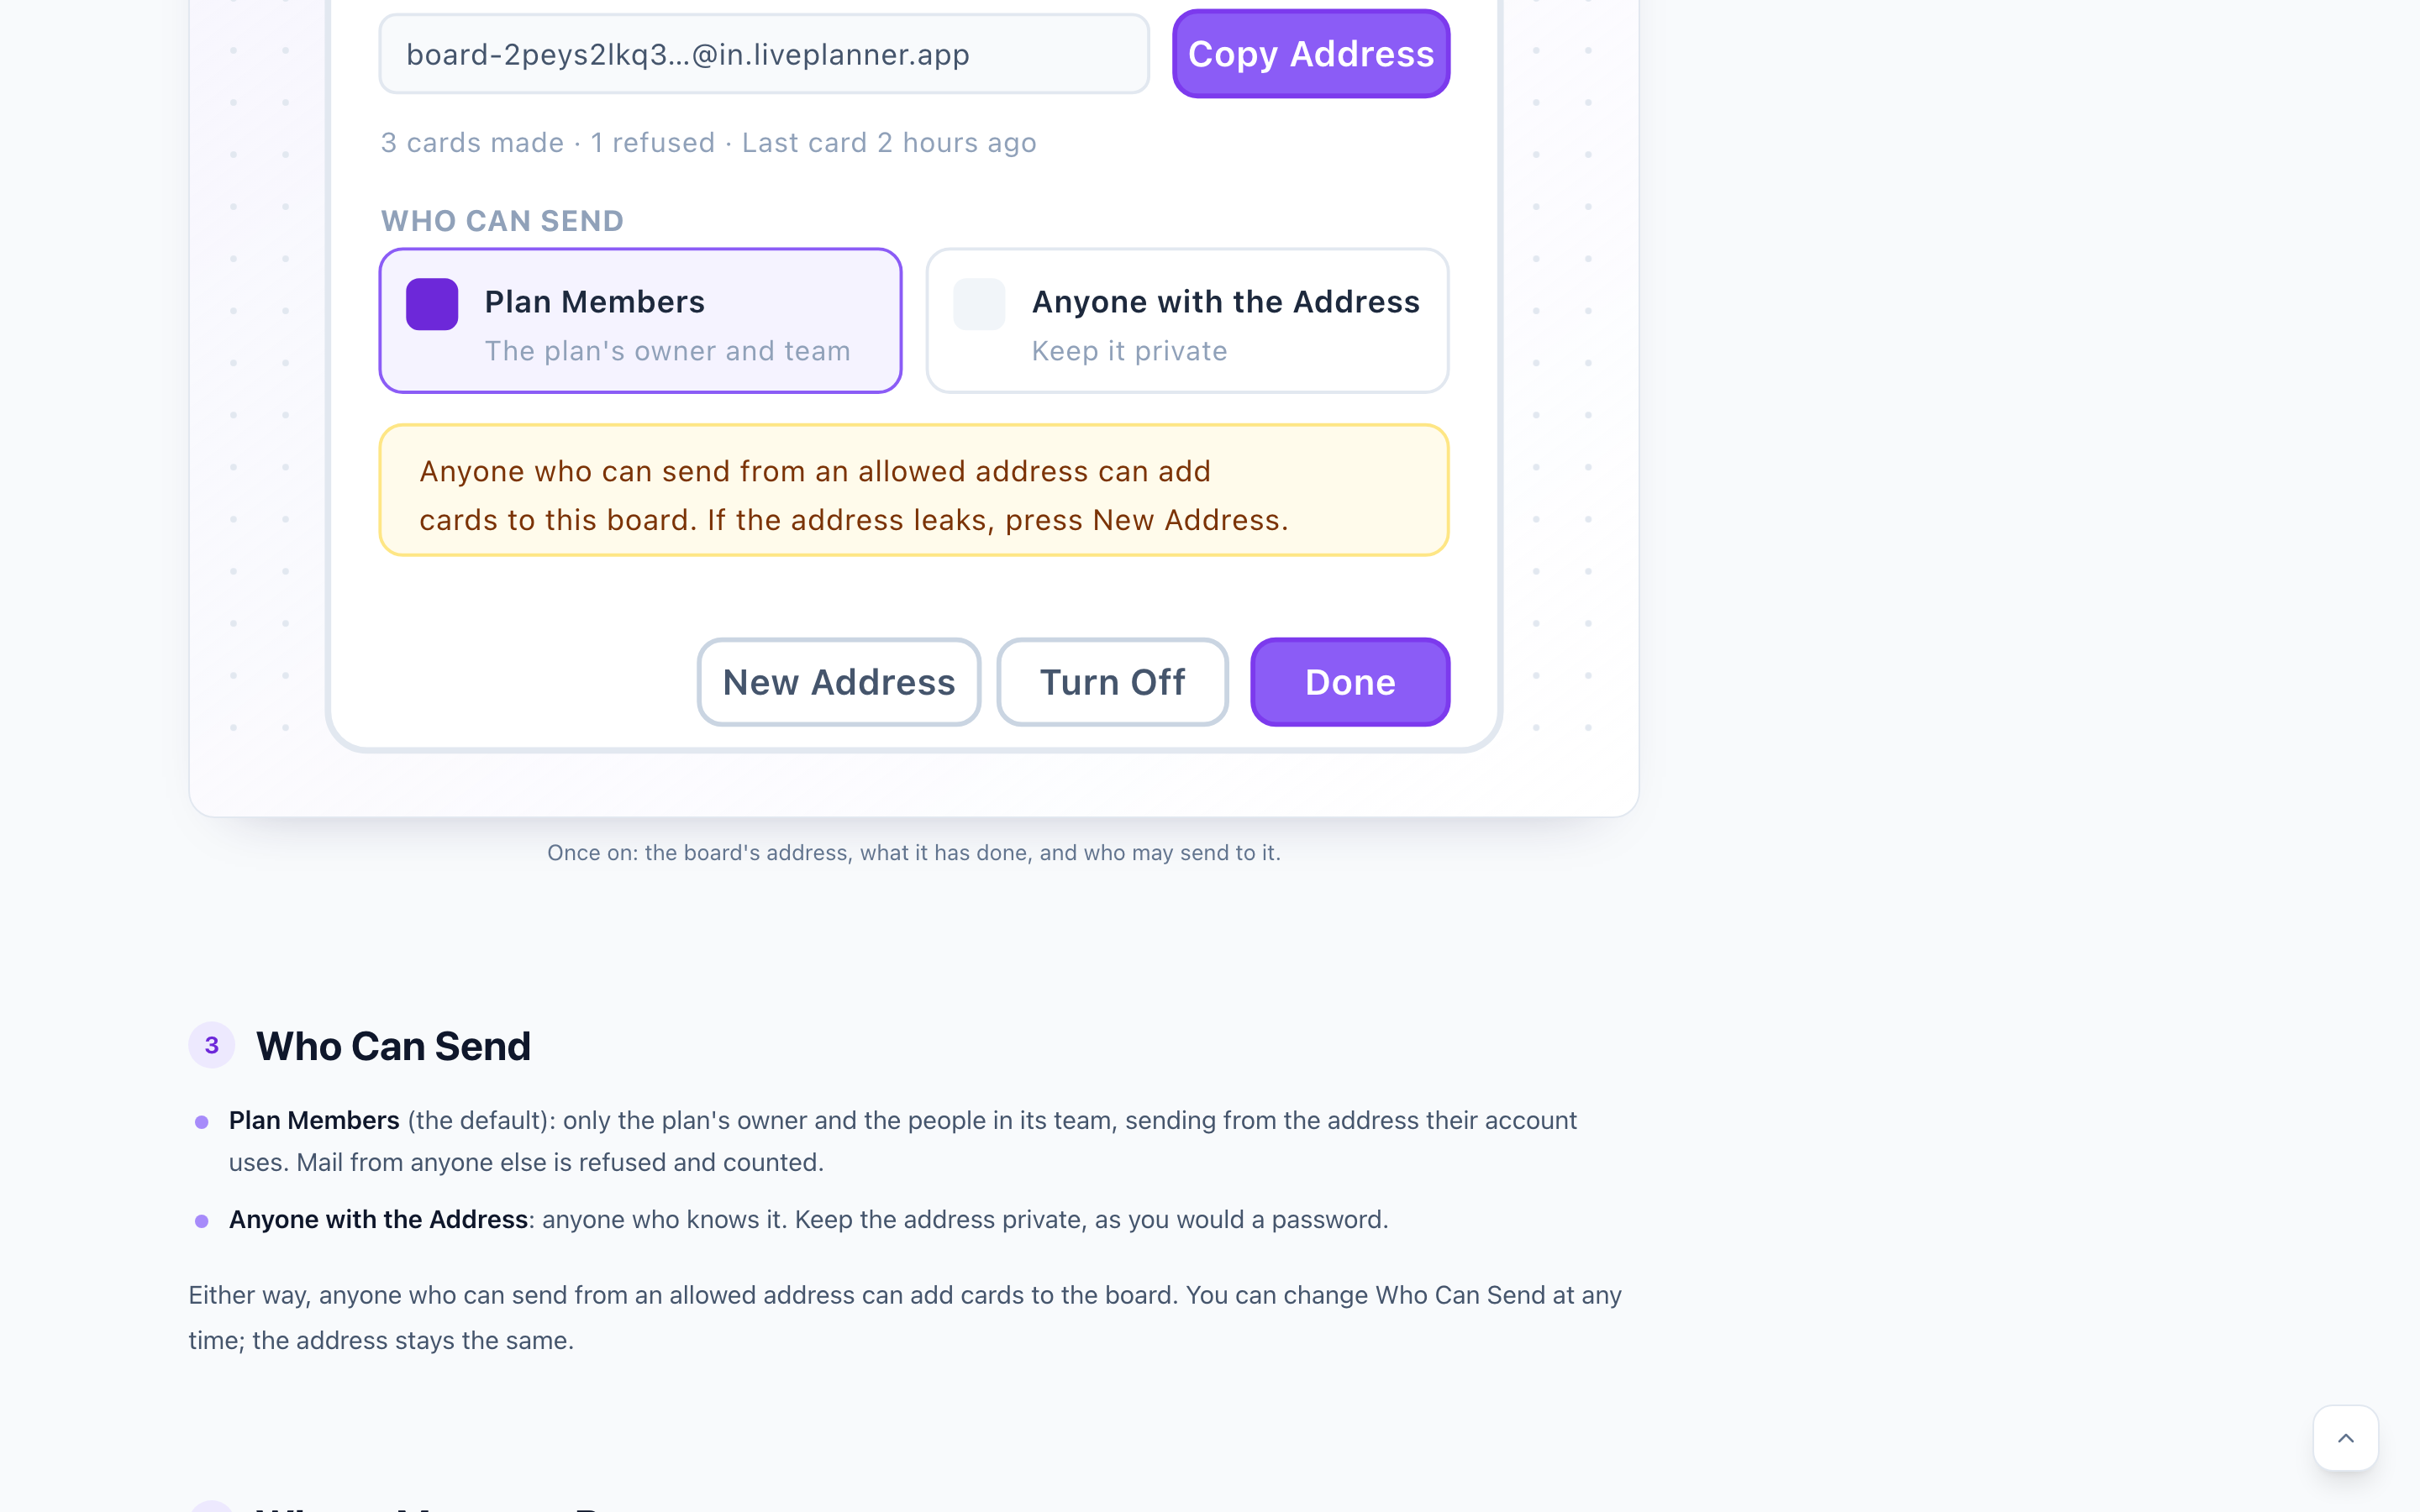 board-2peys2lkq3...@in.liveplanner.app
Copy Address
3 cards made · 1 refused · Last card 2 hours ago
WHO CAN SEND
Plan Members
The plan's owner and team
Anyone with the Address
Keep it private
Anyone who can send from an allowed address can add
cards to this board. If the address leaks, press New Address.
New Address
Turn Off
Done
Once on: the board's address, what it has done, and who may send to it.
3 Who Can Send
Plan Members (the default): only the plan's owner and the people in its team, sending from the address their account
uses. Mail from anyone else is refused and counted.
Anyone with the Address: anyone who knows it. Keep the address private, as you would a password.
Either way, anyone who can send from an allowed address can add cards to the board. You can change Who Can Send at any
time; the address stays the same.